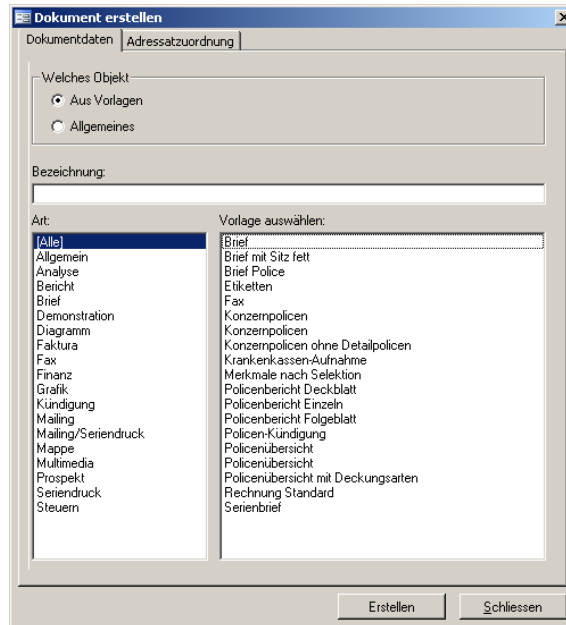 Dokument erstellen
Dokumentdaten
Adressatzuordnung
Welches Objekt
Aus Vorlagen
Allgemeines
Bezeichnung:
Art:
[Alle]
Allgemein
Analyse
Bericht
Brief
Demonstration
Diagramm
Faktura
Fax
Finanz
Grafik
Kündigung
Mailing
Mailing/Seriendruck
Mappe
Multimedia
Prospekt
Seriendruck
Steuern
Vorlage auswählen:
Brief
Brief mit Sitz fett
Brief Police
Etiketten
Fax
Konzernpolicen
Konzernpolicen
Konzernpolicen ohne Detailpolicen
Krankenkassen-Aufnahme
Merkmale nach Selektion
Policenbericht Deckblatt
Policenbericht Einzeln
Policenbericht Folgeblatt
Policen-Kündigung
Policenübersicht
Policenübersicht
Policenübersicht mit Deckungsarten
Rechnung Standard
Serienbrief
Erstellen
Schliessen